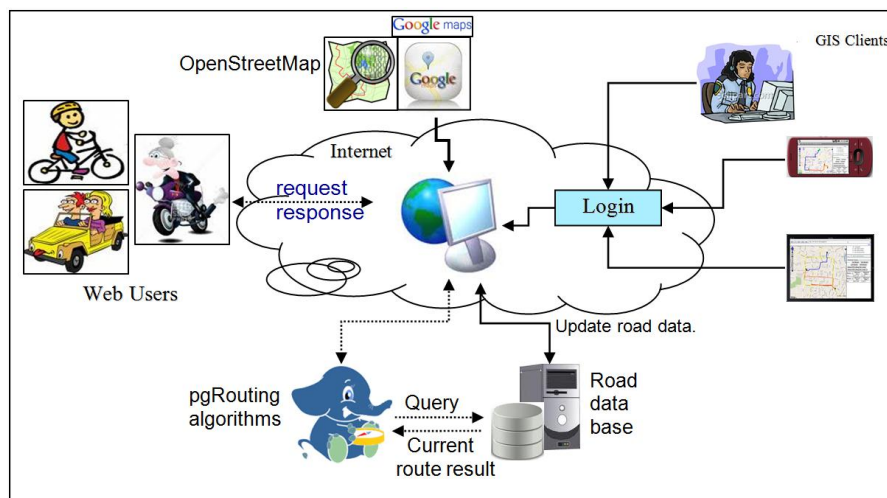 Google maps
OpenStreetMap
Google
GIS Clients
Internet
request
response
Login
Web Users
Update road data.
pgRouting
algorithms
Query
Current
route result
Road
data
base